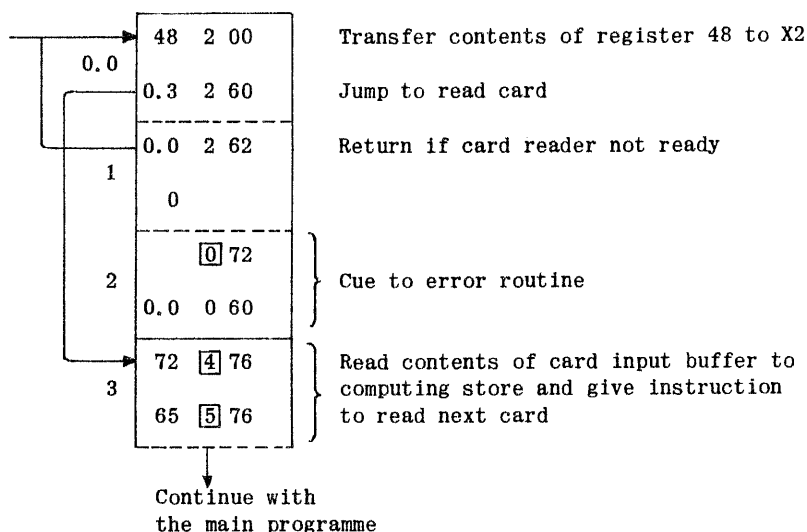 48 2 00 Transfer contents of register 48 to X2
0.0
0.3 2 60 Jump to read card
0.0 2 62 Return if card reader not ready
1
0
0 72
2 Cue to error routine
0.0 0 60
72 4 76 Read contents of card input buffer to
3 computing store and give instruction
65 5 76 to read next card
Continue with
the main programme